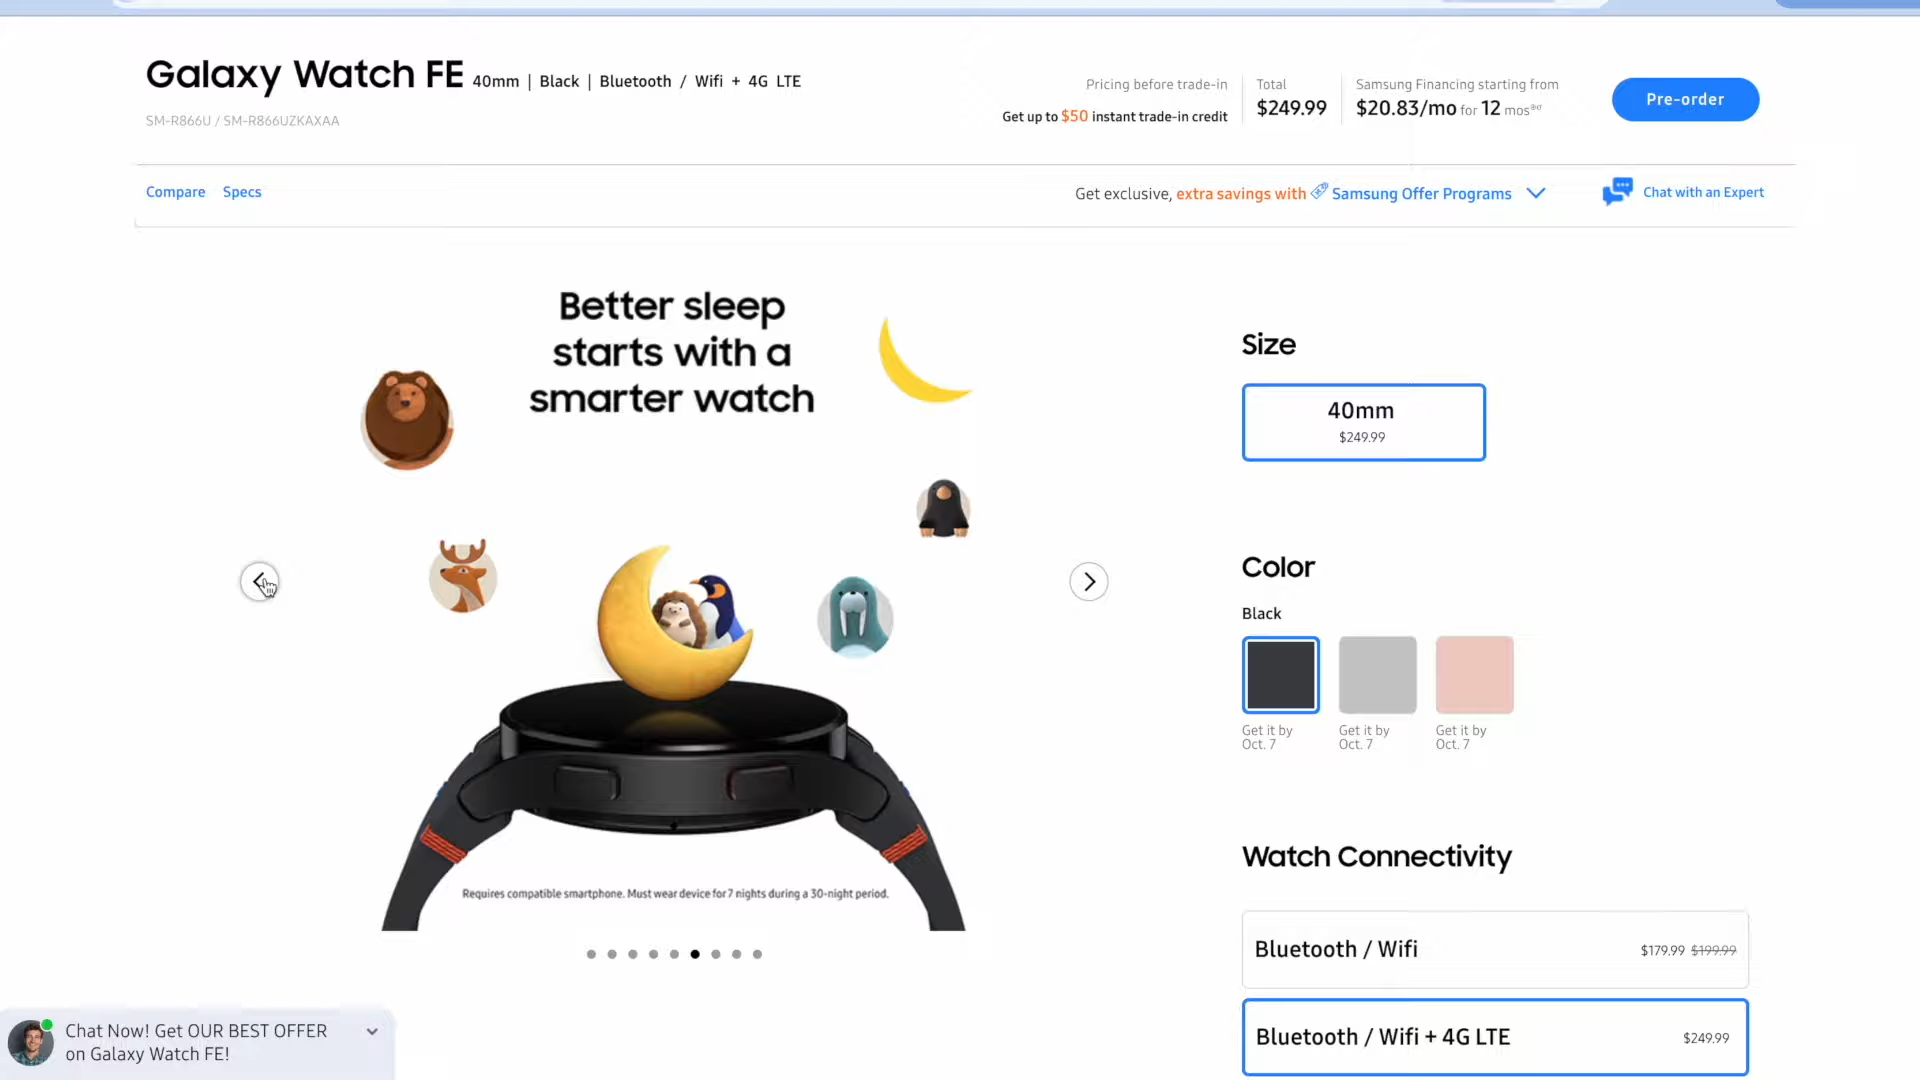 Galaxy Watch FE 40mm | Black | Bluetooth / Wifi + 4G LTE
SM-R866U / SM-R866UZKAXAA
Pricing before trade-in
Get up to $50 instant trade-in credit
Total
$249.99
Samsung Financing starting from
$20.83/mo for 12 mos
Pre-order
Compare
Specs
Get exclusive, extra savings with Samsung Offer Programs
Chat with an Expert
Better sleep
starts with a
smarter watch
Requires compatible smartphone. Must wear device for 7 nights during a 30-night period.
Size
40mm
$249.99
Color
Black
Get it by
Oct. 7
Get it by
Oct. 7
Get it by
Oct. 7
Watch Connectivity
Bluetooth / Wifi
$179.99 $199.99
Bluetooth / Wifi + 4G LTE
$249.99
Chat Now! Get OUR BEST OFFER
on Galaxy Watch FE!